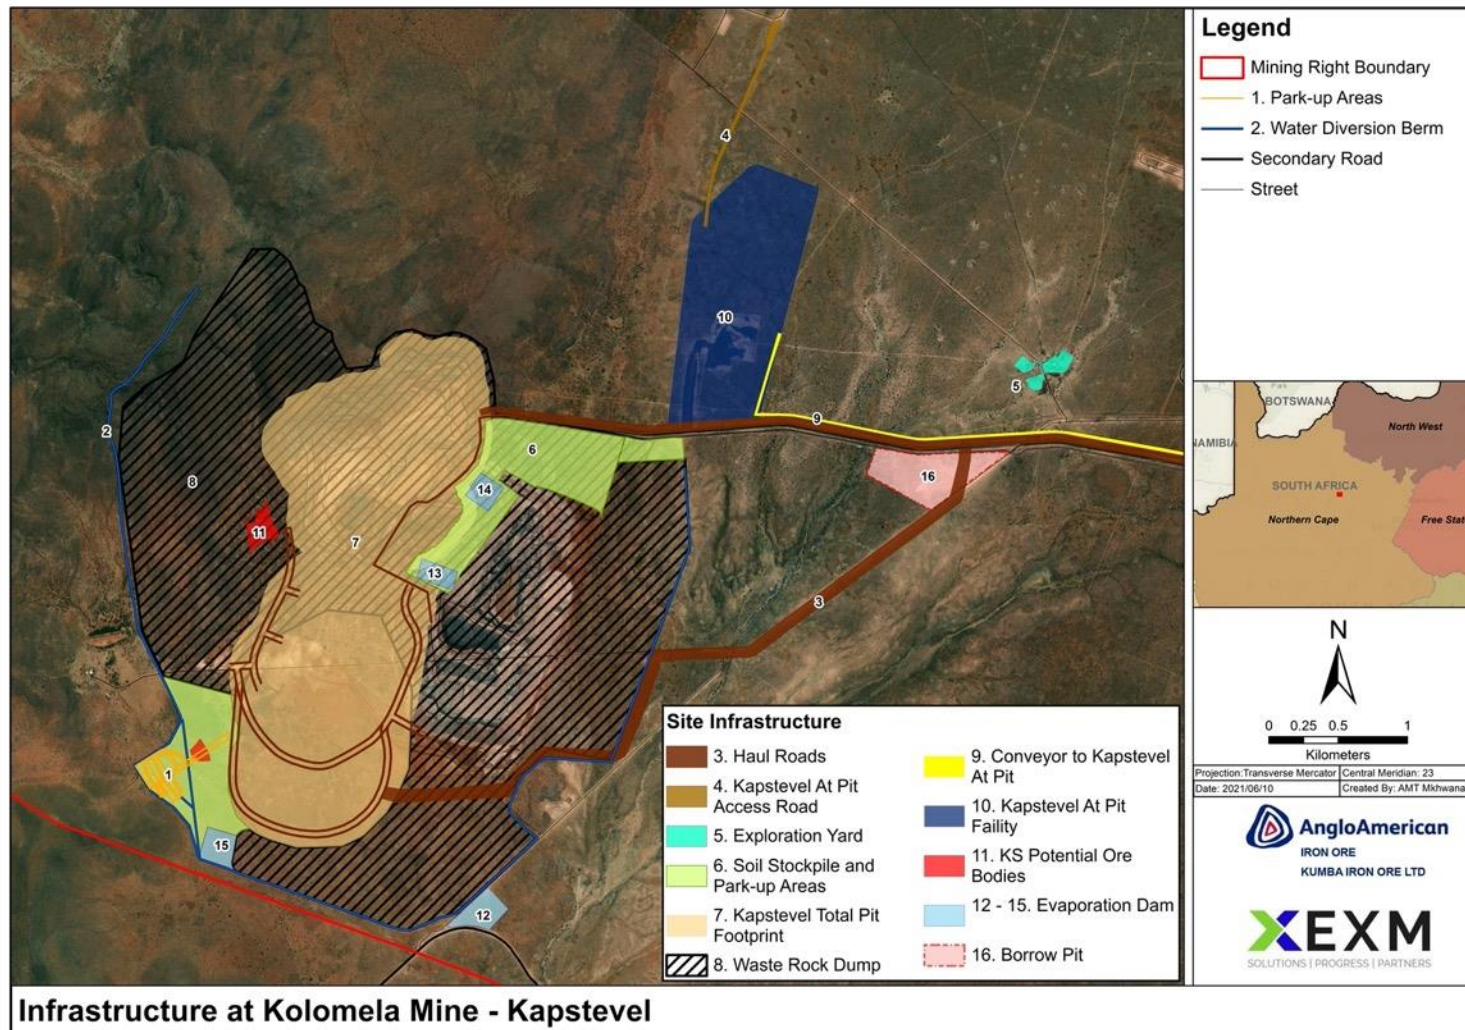 Legend
Mining Right Boundary
1. Park-up Areas
2. Water Diversion Berm
Secondary Road
Street
4
10
5
9
2
6
8
14
16
11
7
13
3
1
15
12
Site Infrastructure
3. Haul Roads
4. Kapstevel At Pit
Access Road
5. Exploration Yard
6. Soil Stockpile and
Park-up Areas
7. Kapstevel Total Pit
Footprint
8. Waste Rock Dump
9. Conveyor to Kapstevel
At Pit
10. Kapstevel At Pit
Faility
11. KS Potential Ore
Bodies
12 - 15. Evaporation Dam
16. Borrow Pit
BOTSWANA
North West
NAMIBI
SOUTH AFRICA
Northern Cape
Free Stat
N
0 0.25 0.5 1
Kilometers
Projection:Transverse Mercator Central Meridian: 23
Date: 2021/06/10 Created By: AMT Mkhwana
AngloAmerican
IRON ORE
KUMBA IRON ORE LTD
EXM
SOLUTIONS | PROGRESS | PARTNERS
Infrastructure at Kolomela Mine - Kapstevel